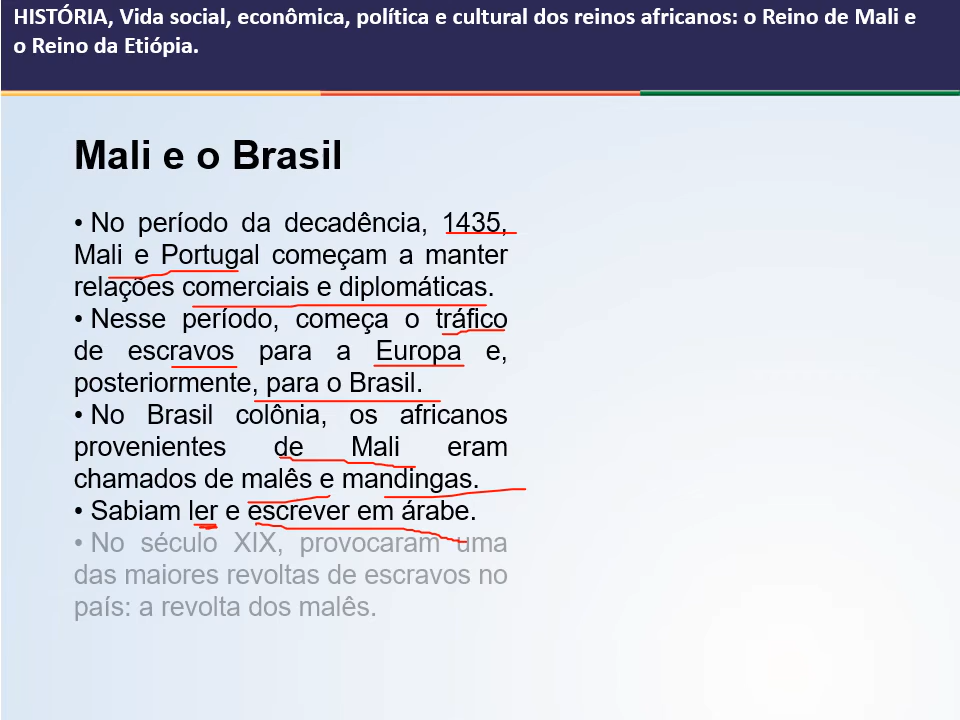 HISTÓRIA, Vida social, econômica, política e cultural dos reinos africanos: o Reino de Mali e
o Reino da Etiópia.
Mali e o Brasil
• No período da decadência, 1435,
Mali e Portugal começam a manter
relações comerciais e diplomáticas.
• Nesse período, começa o tráfico
de escravos para a Europa e,
posteriormente, para o Brasil.
• No Brasil colônia, os africanos
provenientes de Mali eram
chamados de malês e mandingas.
• Sabiam ler e escrever em árabe.
• No século XIX, provocaram uma
das maiores revoltas de escravos no
país: a revolta dos malês.